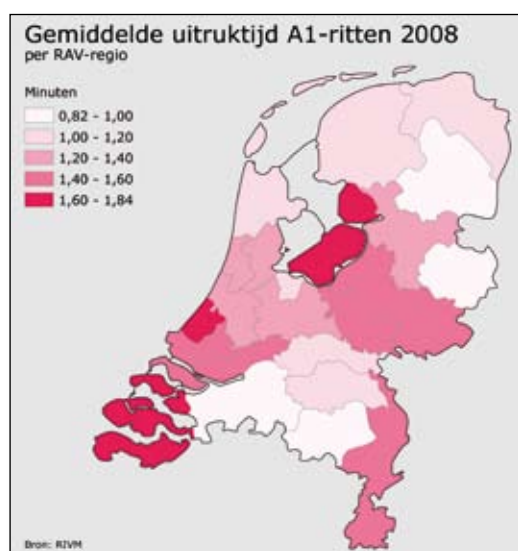 Gemiddelde uitruktijd A1-ritten 2008
per RAV-regio
Minuten
0,82 - 1,00
1,00 - 1,20
1,20 - 1,40
1,40 - 1,60
1,60 - 1,84
Bron: RIVM